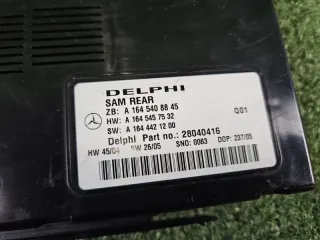 DELPHI
SAM REAR
ZB: A 164 540 88 45
HW: A 164 545 75 32 Q01
SW: A 164 442 12 00
Delphi Part no.: 28040416
HW 45/04 SW 26/05 SNO: 0063 DOP: 237/05